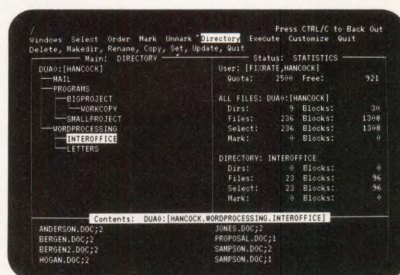 Press CTRL/C to Back Out
Windows Select Order Mark Unmark Directory Execute Customize Quit
Delete, Makedir, Rename, Copy, Set, Update, Quit
Main: DIRECTORY
DUA0:[HANCOCK]
MAIL
PROGRAMS
BIGPROJECT
WORKCOPY
SMALLPROJECT
WORDPROCESSING
INTEROFFICE
LETTERS
Status: STATISTICS
User: [FIXRATE,HANCOCK]
Quota: 2500 Free: 921
ALL FILES: DUA0:[HANCOCK]
Dirs: 9 Blocks: 30
Files: 236 Blocks: 1308
Select: 236 Blocks: 1308
Mark: 0 Blocks: 0
DIRECTORY: INTEROFFICE
Dirs: 0 Blocks: 0
Files: 23 Blocks: 96
Select: 23 Blocks: 96
Mark: 0 Blocks: 0
Contents: DUA0:[HANCOCK.WORDPROCESSING.INTEROFFICE]
ANDERSON.DOC;2 JONES.DOC;2
BERGEN.DOC;2 PROPOSAL.DOC;1
BERGEN2.DOC;2 SAMPSON.DOC;2
HOGAN.DOC;2 SAMPSON.DOC;1